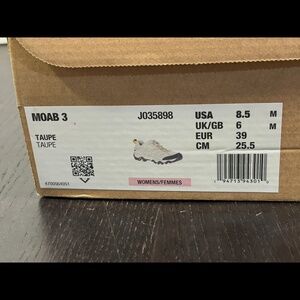 MOAB 3 J035898 USA 8.5 M
UK/GB 6 M
TAUPE EUR 39
TAUPE CM 25.5
WOMENS/FEMMES